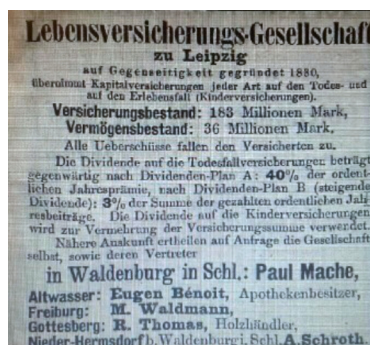 Lebensversicherungs-Gesellschaft
zu Leipzig
auf Gegenseitigkeit gegründet 1830,
übernimmt Kapitalversicherungen jeder Art auf den Todes- und
auf den Erlebensfall (Kinderversicherungen).
Versicherungsbestand: 183 Millionen Mark,
Vermögensbestand: 36 Millionen Mark.
Alle Ueberschüsse fallen den Versicherten zu.
Die Dividende auf die Todesfallversicherungen beträgt
gegenwärtig nach Dividenden-Plan A: 40% der ordent-
lichen Jahresprämie, nach Dividenden-Plan B (steigende
Dividende): 3% der Summe der gezahlten ordentlichen Jah-
resbeiträge. Die Dividende auf die Kinderversicherungen
wird zur Vermehrung der Versicherungssumme verwendet.
Nähere Auskunft ertheilen auf Anfrage die Gesellschaft
selbst, sowie deren Vertreter
in Waldenburg in Schl.: Paul Mache,
Altwasser: Eugen Bénoit, Apothekenbesitzer,
Freiburg: M. Waldmann,
Gottesberg: R. Thomas, Holzhändler,
Nieder-Hermsdorf b. Waldenburg i. Schl. A. Schroth